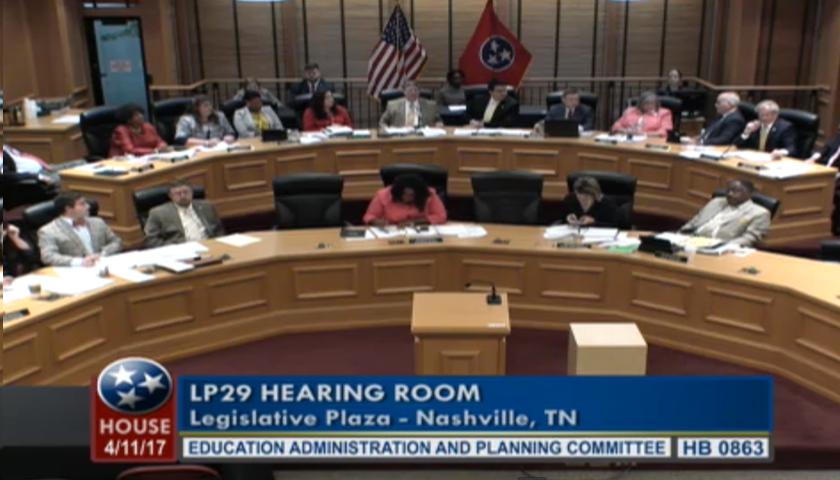 LP29 HEARING ROOM
Legislative Plaza - Nashville, TN
HOUSE
4/11/17
EDUCATION ADMINISTRATION AND PLANNING COMMITTEE
HB 0863